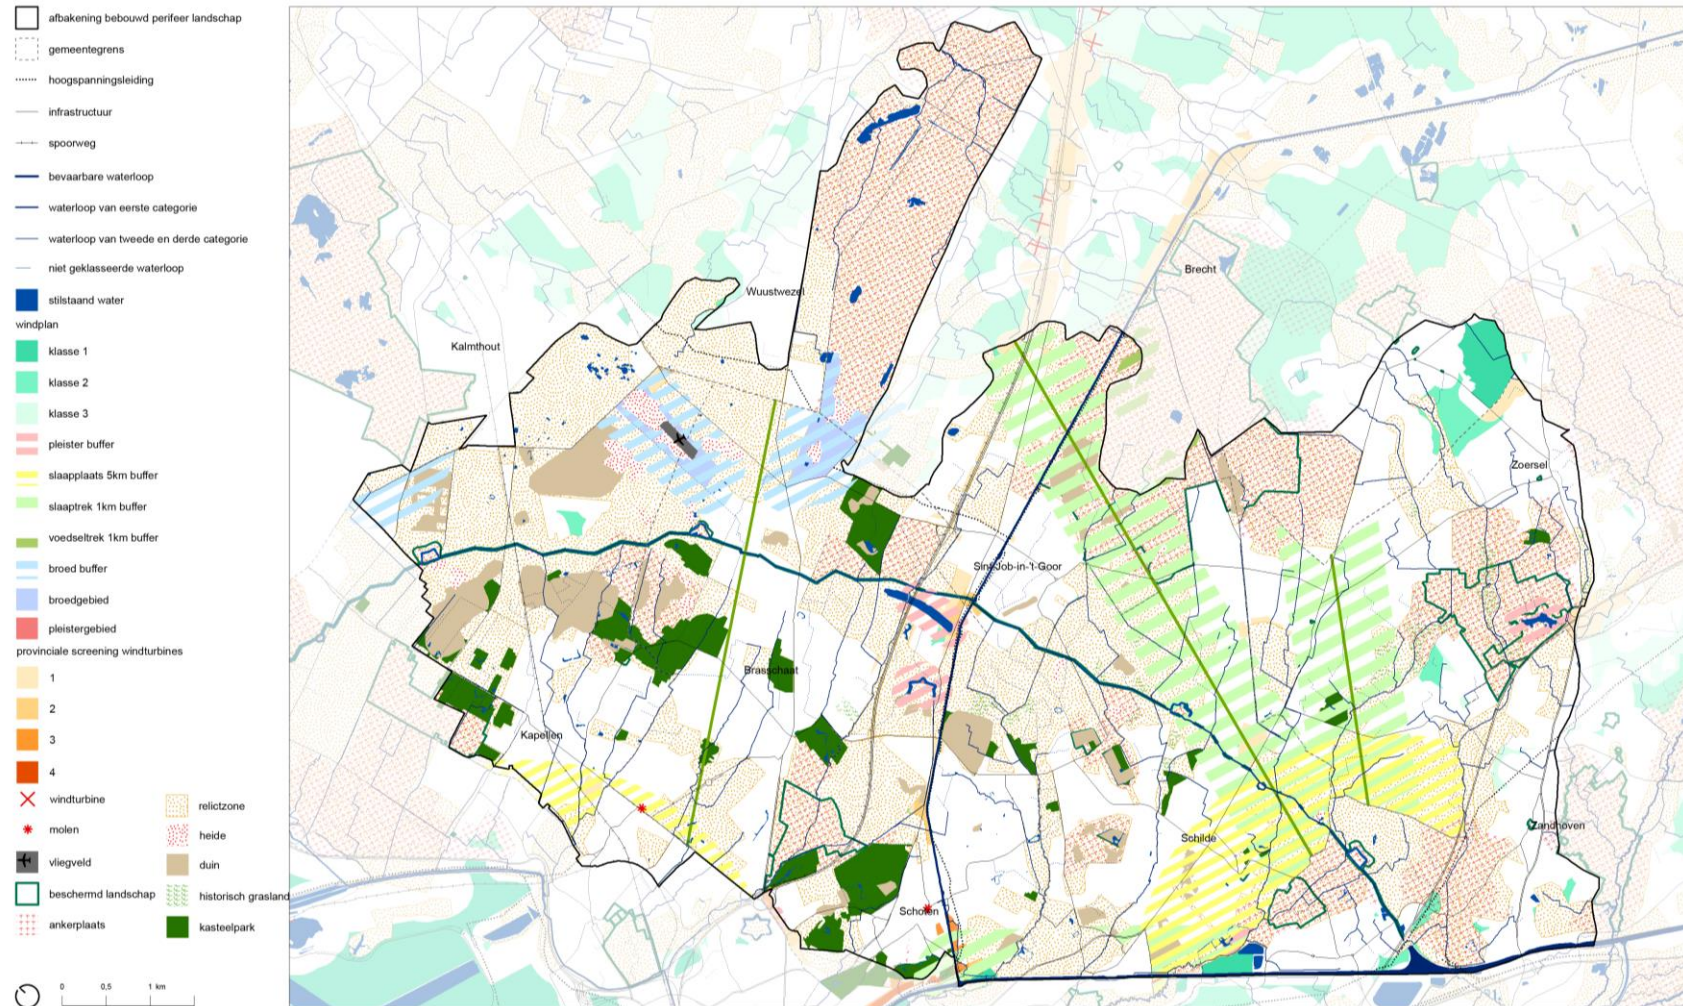 afbakening bebouwd perifeer landschap
gemeentegrens
hoogspanningsleiding
infrastructuur
spoorweg
bevaarbare waterloop
waterloop van eerste categorie
waterloop van tweede en derde categorie
niet geklasseerde waterloop
stilstaand water
windplan
klasse 1
klasse 2
klasse 3
pleister buffer
slaapplaats 5km buffer
slaaptrek 1km buffer
voedseltrek 1km buffer
broed buffer
broedgebied
pleistergebied
provinciale screening windturbines
1
2
3
4
windturbine
molen
vliegveld
beschermd landschap
ankerplaats
relictzone
heide
duin
historisch grasland
kasteelpark
0 0,5 1 km
Brecht
Wuustwezel
Kalmthout
Zoersel
Sint-Job-in-'t-Goor
Brasschaat
Kapellen
Schilde
Zandhoven
Schoten